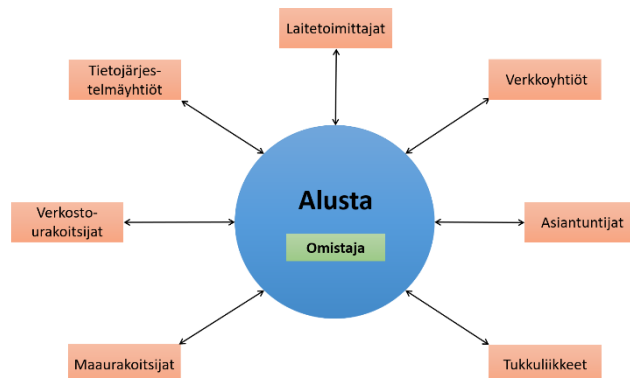 Laitetoimittajat
Tietojärjes-
telmäyhtiöt
Verkkoyhtiöt
Alusta
Omistaja
Verkosto-
urakoitsijat
Asiantuntijat
Maaurakoitsijat
Tukkuliikkeet